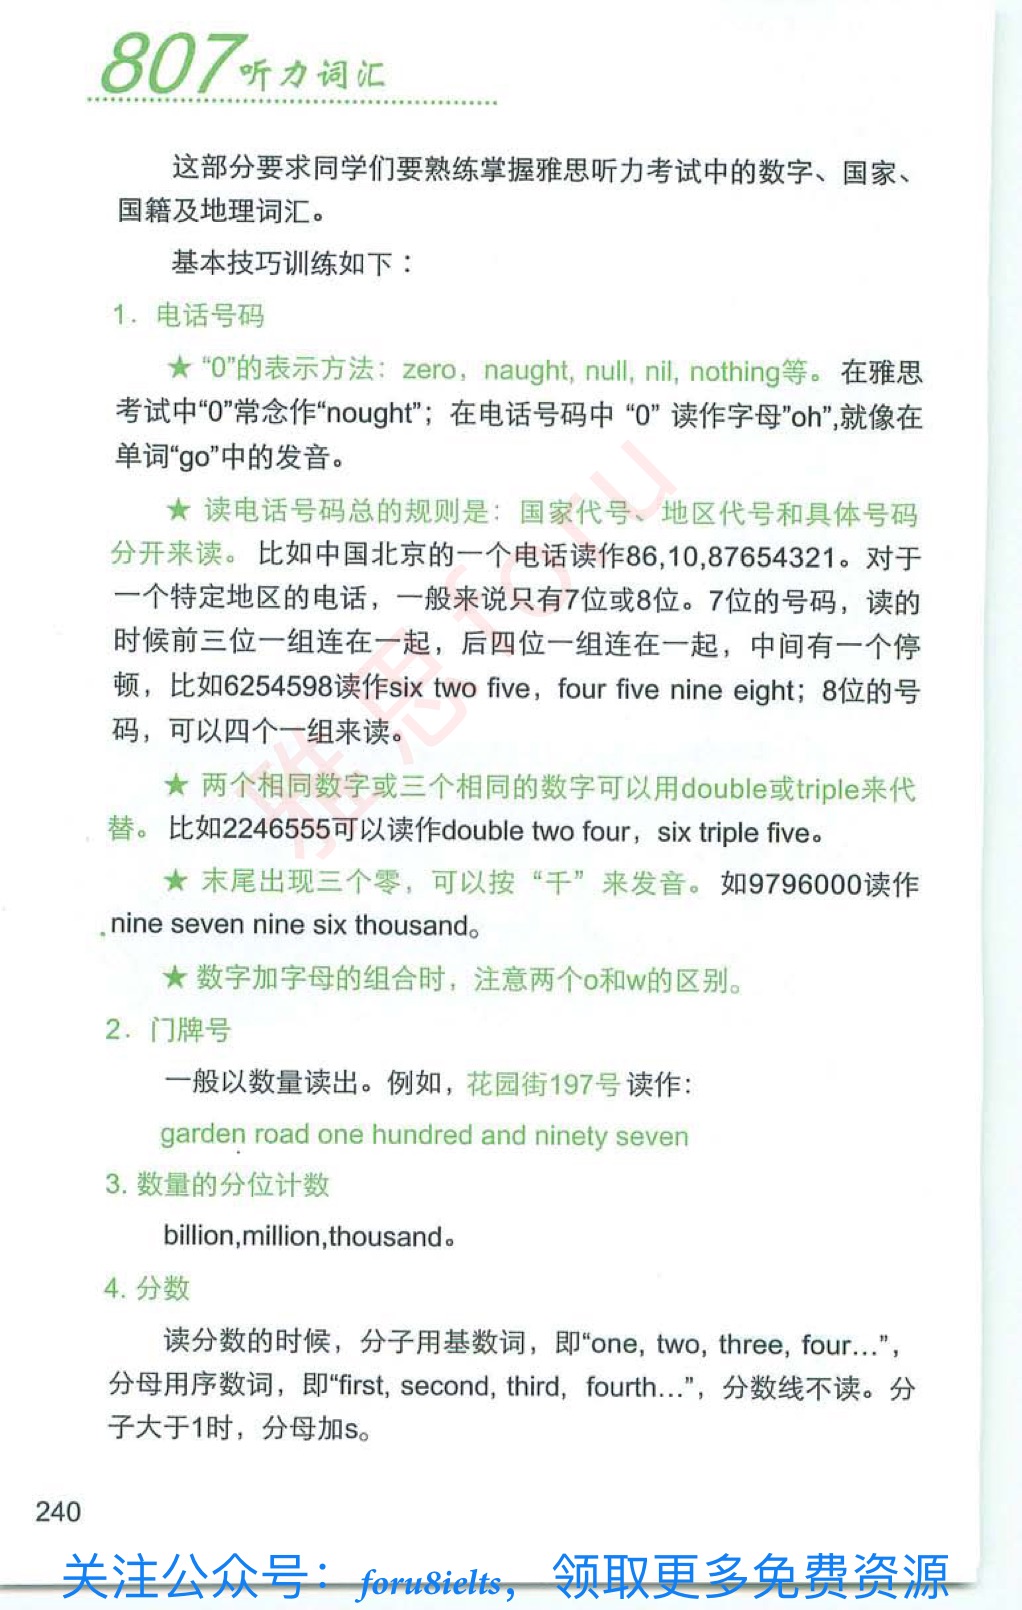 807听力词汇
这部分要求同学们要熟练掌握雅思听力考试中的数字、国家、
国籍及地理词汇。
基本技巧训练如下：
1. 电话号码
★ “0”的表示方法：zero，naught, null, nil, nothing等。在雅思
考试中“0”常念作“nought”；在电话号码中 “0” 读作字母”oh”,就像在
单词“go”中的发音。
★ 读电话号码总的规则是：国家代号、地区代号和具体号码
分开来读。比如中国北京的一个电话读作86,10,87654321。对于
一个特定地区的电话，一般来说只有7位或8位。7位的号码，读的
时候前三位一组连在一起，后四位一组连在一起，中间有一个停
顿，比如6254598读作six two five，four five nine eight；8位的号
码，可以四个一组来读。
★ 两个相同数字或三个相同的数字可以用double或triple来代
替。比如2246555可以读作double two four，six triple five。
★ 末尾出现三个零，可以按“千”来发音。如9796000读作
nine seven nine six thousand。
★ 数字加字母的组合时，注意两个o和w的区别。
2. 门牌号
一般以数量读出。例如，花园街197号读作：
garden road one hundred and ninety seven
3. 数量的分位计数
billion,million,thousand。
4. 分数
读分数的时候，分子用基数词，即“one, two, three, four...”，
分母用序数词，即“first, second, third, fourth...”，分数线不读。分
子大于1时，分母加s。
240
雅思foru
关注公众号：foru8ielts，领取更多免费资源